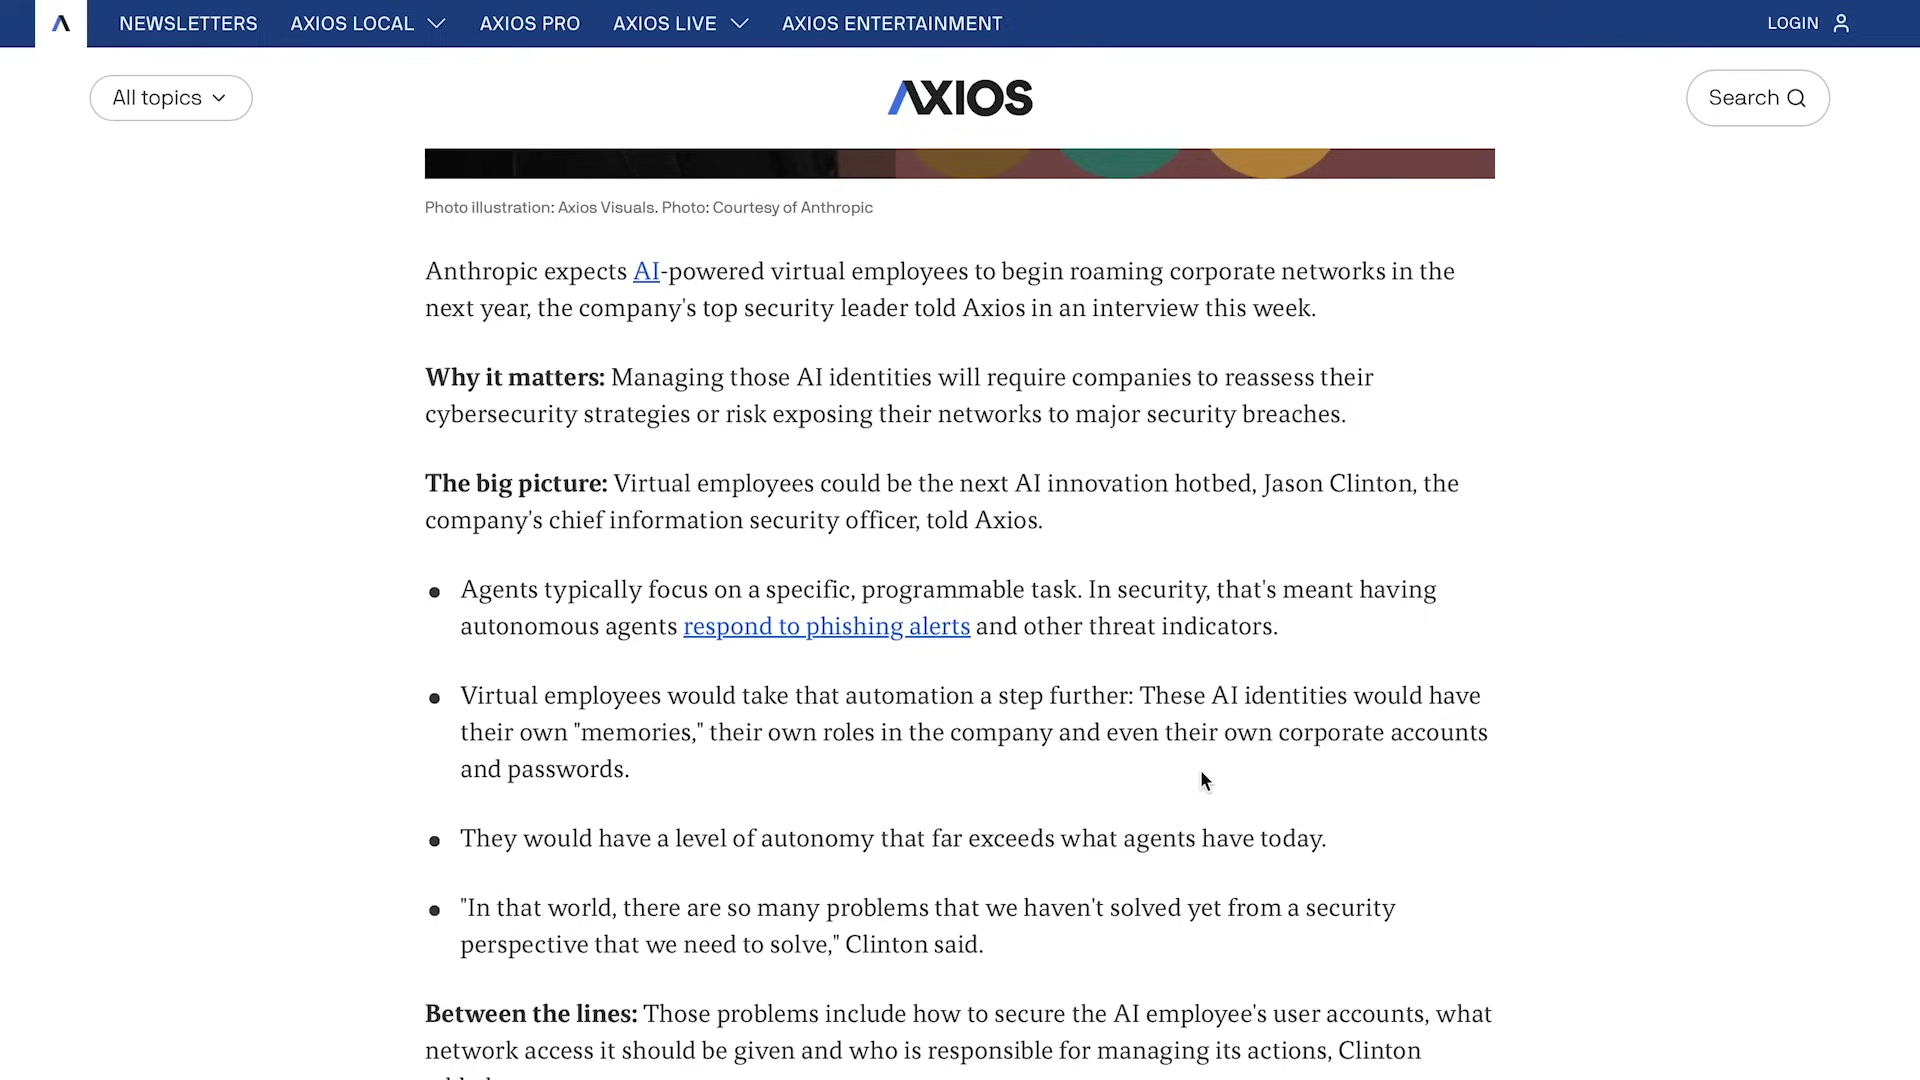 NEWSLETTERS AXIOS LOCAL AXIOS PRO AXIOS LIVE AXIOS ENTERTAINMENT LOGIN
All topics AXIOS Search
Photo illustration: Axios Visuals. Photo: Courtesy of Anthropic
Anthropic expects AI-powered virtual employees to begin roaming corporate networks in the
next year, the company's top security leader told Axios in an interview this week.
Why it matters: Managing those AI identities will require companies to reassess their
cybersecurity strategies or risk exposing their networks to major security breaches.
The big picture: Virtual employees could be the next AI innovation hotbed, Jason Clinton, the
company's chief information security officer, told Axios.
• Agents typically focus on a specific, programmable task. In security, that's meant having
autonomous agents respond to phishing alerts and other threat indicators.
• Virtual employees would take that automation a step further: These AI identities would have
their own "memories," their own roles in the company and even their own corporate accounts
and passwords.
• They would have a level of autonomy that far exceeds what agents have today.
• "In that world, there are so many problems that we haven't solved yet from a security
perspective that we need to solve," Clinton said.
Between the lines: Those problems include how to secure the AI employee's user accounts, what
network access it should be given and who is responsible for managing its actions, Clinton